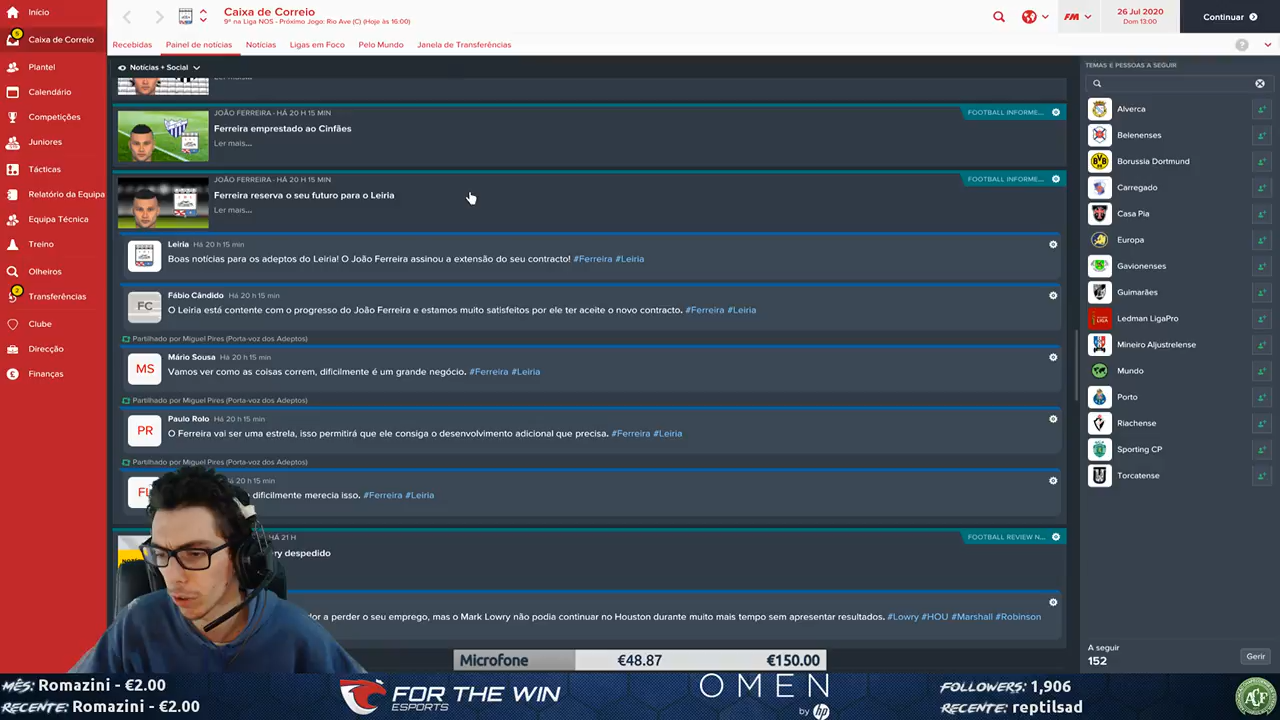 Início
Caixa de Correio
5
Plantel
Calendário
Competições
Juniores
Tácticas
Relatório da Equipa
Equipa Técnica
Treino
Olheiros
Transferências
2
Clube
Direcção
Finanças
Caixa de Correio
9º na Liga NOS - Próximo Jogo: Rio Ave (C) (Hoje às 16:00)
FM
26 Jul 2020
Dom 13:00
Continuar
Recebidas
Painel de notícias
Notícias
Ligas em Foco
Pelo Mundo
Janela de Transferências
Notícias + Social
JOÃO FERREIRA - HÁ 20 H 15 MIN
FOOTBALL INFORME...
Ferreira emprestado ao Cinfães
Ler mais...
JOÃO FERREIRA - HÁ 20 H 15 MIN
FOOTBALL INFORME...
Ferreira reserva o seu futuro para o Leiria
Ler mais...
Leiria Há 20 h 15 min
Boas notícias para os adeptos do Leiria! O João Ferreira assinou a extensão do seu contracto! #Ferreira #Leiria
FC
Fábio Cândido Há 20 h 15 min
O Leiria está contente com o progresso do João Ferreira e estamos muito satisfeitos por ele ter aceite o novo contracto. #Ferreira #Leiria
Partilhado por Miguel Pires (Porta-voz dos Adeptos)
MS
Mário Sousa Há 20 h 15 min
Vamos ver como as coisas correm, dificilmente é um grande negócio. #Ferreira #Leiria
Partilhado por Miguel Pires (Porta-voz dos Adeptos)
PR
Paulo Rolo Há 20 h 15 min
O Ferreira vai ser uma estrela, isso permitirá que ele consiga o desenvolvimento adicional que precisa. #Ferreira #Leiria
Partilhado por Miguel Pires (Porta-voz dos Adeptos)
20 h 15 min
dificilmente merecia isso. #Ferreira #Leiria
HÁ 21 H
FOOTBALL REVIEW N...
despedido
a perder o seu emprego, mas o Mark Lowry não podia continuar no Houston durante muito mais tempo sem apresentar resultados. #Lowry #HOU #Marshall #Robinson
TEMAS E PESSOAS A SEGUIR
Alverca
Belenenses
Borussia Dortmund
Carregado
Casa Pia
Europa
Gavionenses
Guimarães
Ledman LigaPro
Mineiro Aljustrelense
Mundo
Porto
Riachense
Sporting CP
Torcatense
A seguir
152
Gerir
Microfone €48.87 €150.00
MÊS: Romazini - €2.00
RECENTE: Romazini - €2.00
FOR THE WIN
ESPORTS
OMEN
by hp
FOLLOWERS: 1,906
RECENTE: reptilsad
ACF